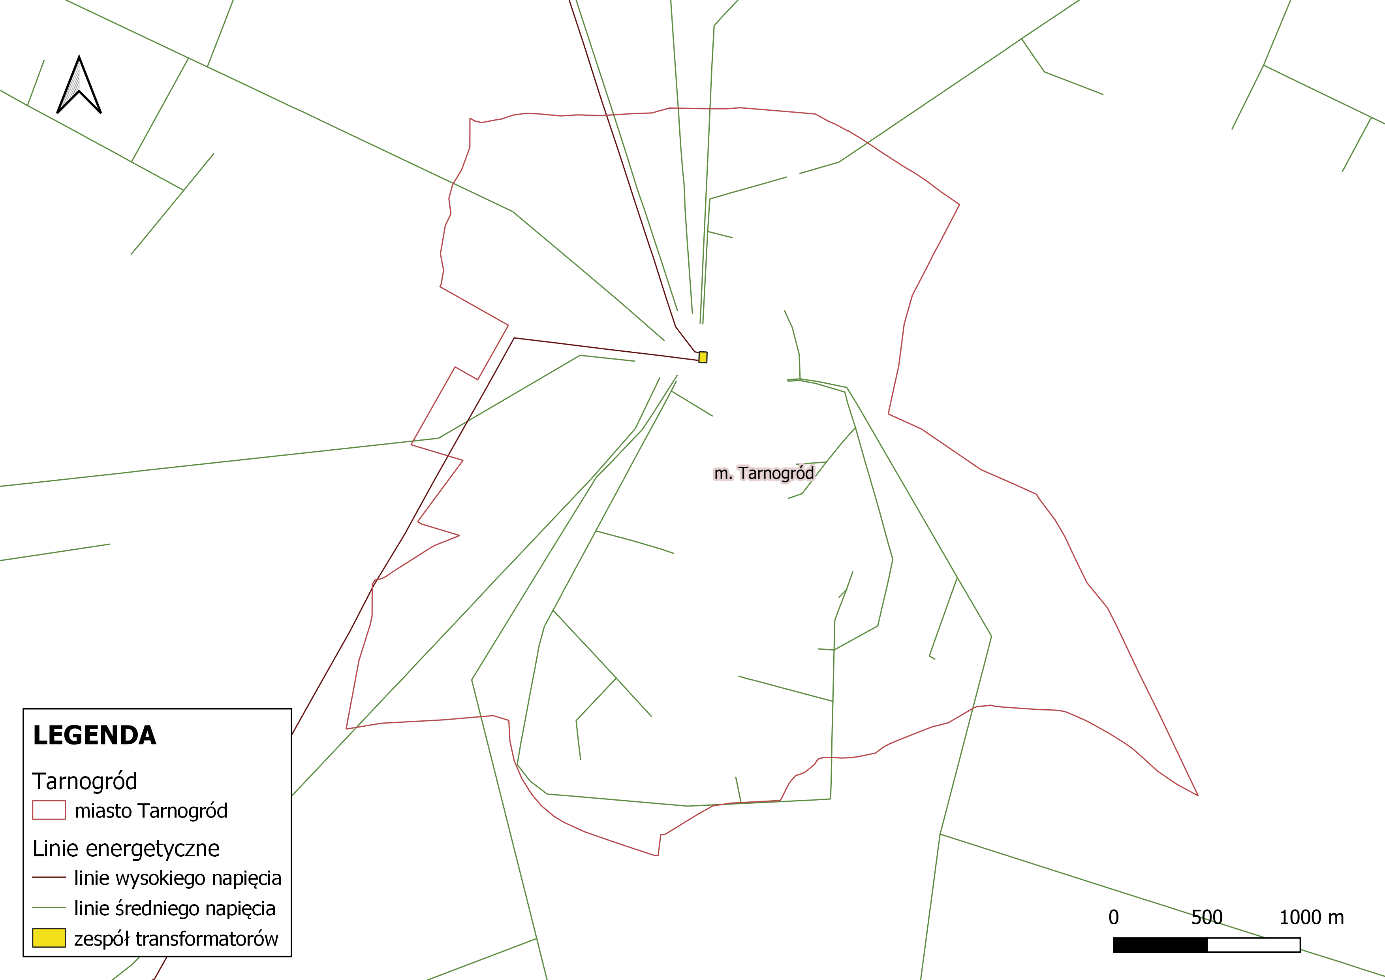 m. Tarnogród
LEGENDA
Tarnogród
miasto Tarnogród
Linie energetyczne
linie wysokiego napięcia
linie średniego napięcia
zespół transformatorów
0 500 1000 m